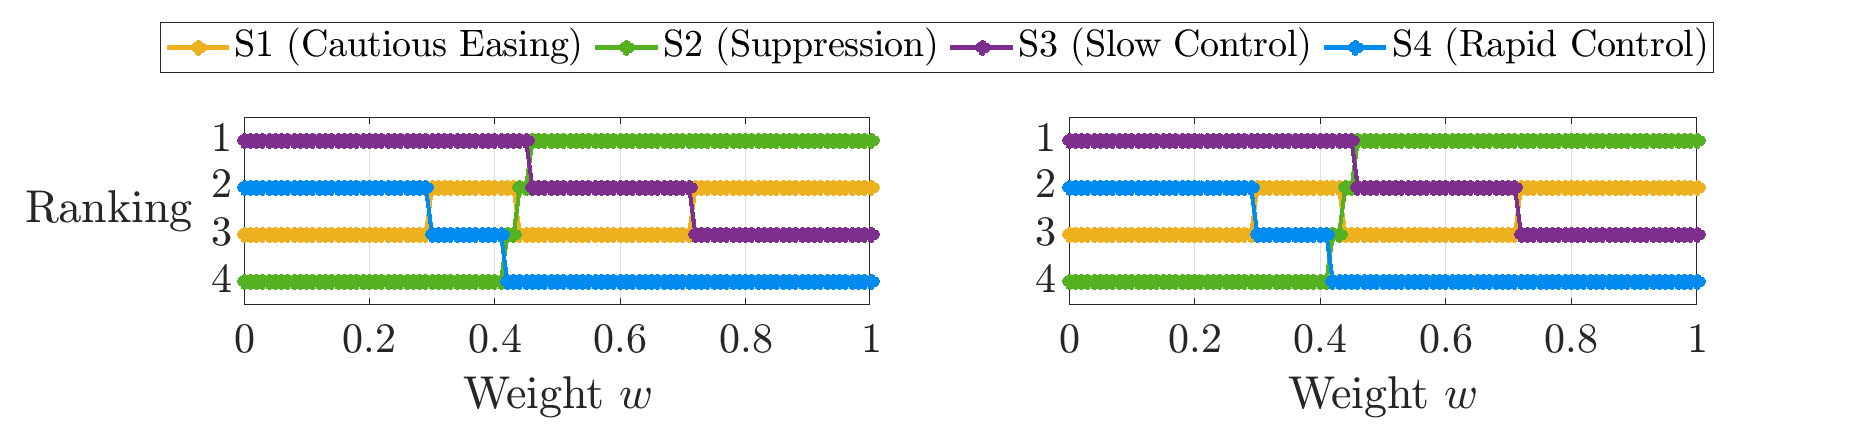 S1 (Cautious Easing) S2 (Suppression) S3 (Slow Control) S4 (Rapid Control)
1 1
2 2
Ranking
3 3
4 4
0 0.2 0.4 0.6 0.8 1 0 0.2 0.4 0.6 0.8 1
Weight w Weight w